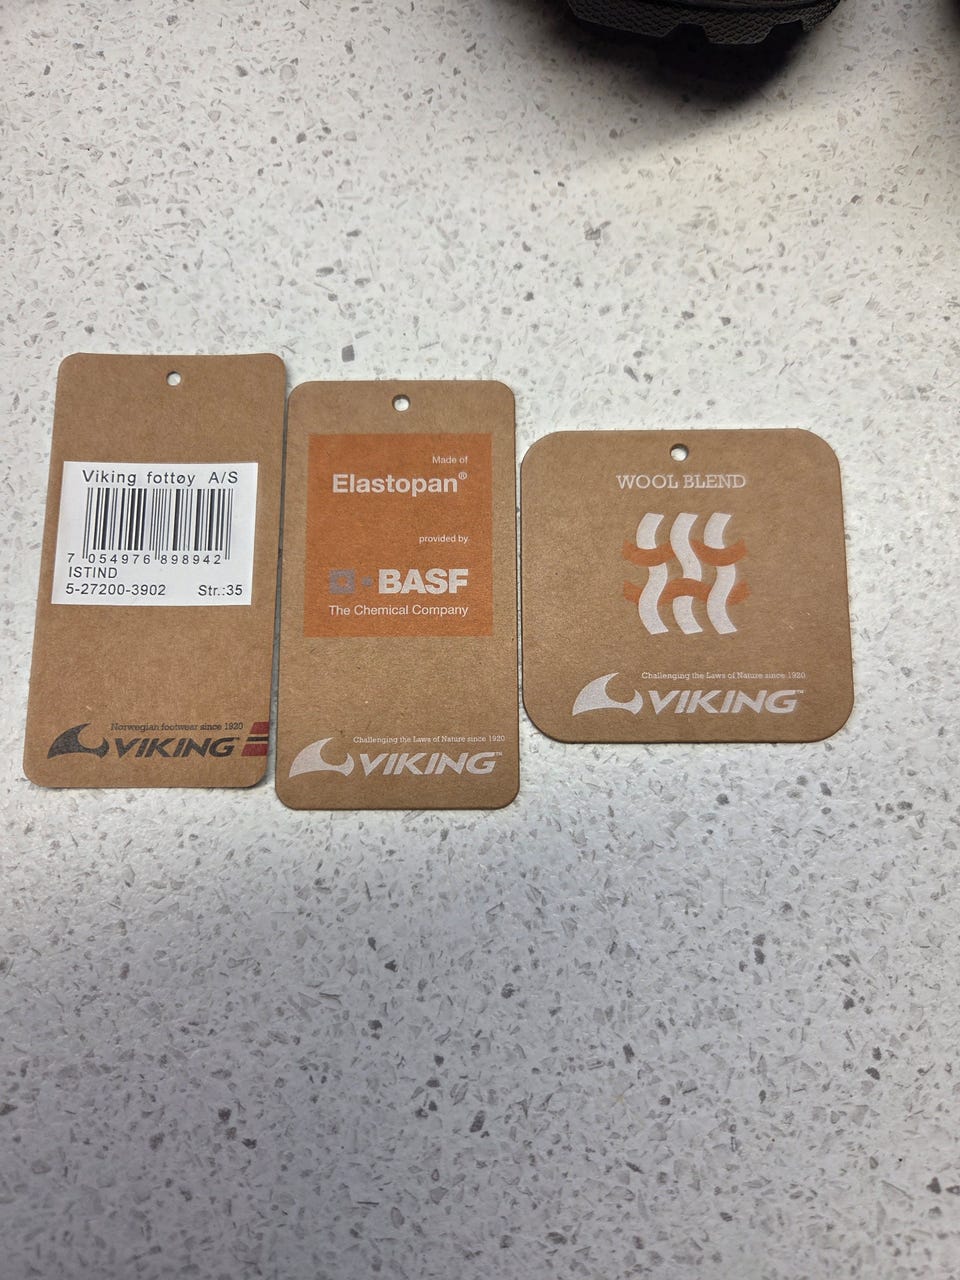 Viking fottøy A/S
7 054976 898942
ISTIND
5-27200-3902 Str.:35
Norwegian footwear since 1920
VIKING
Made of
Elastopan®
provided by
BASF
The Chemical Company
Challenging the Laws of Nature since 1920
VIKING™
WOOL BLEND
Challenging the Laws of Nature since 1920
VIKING™